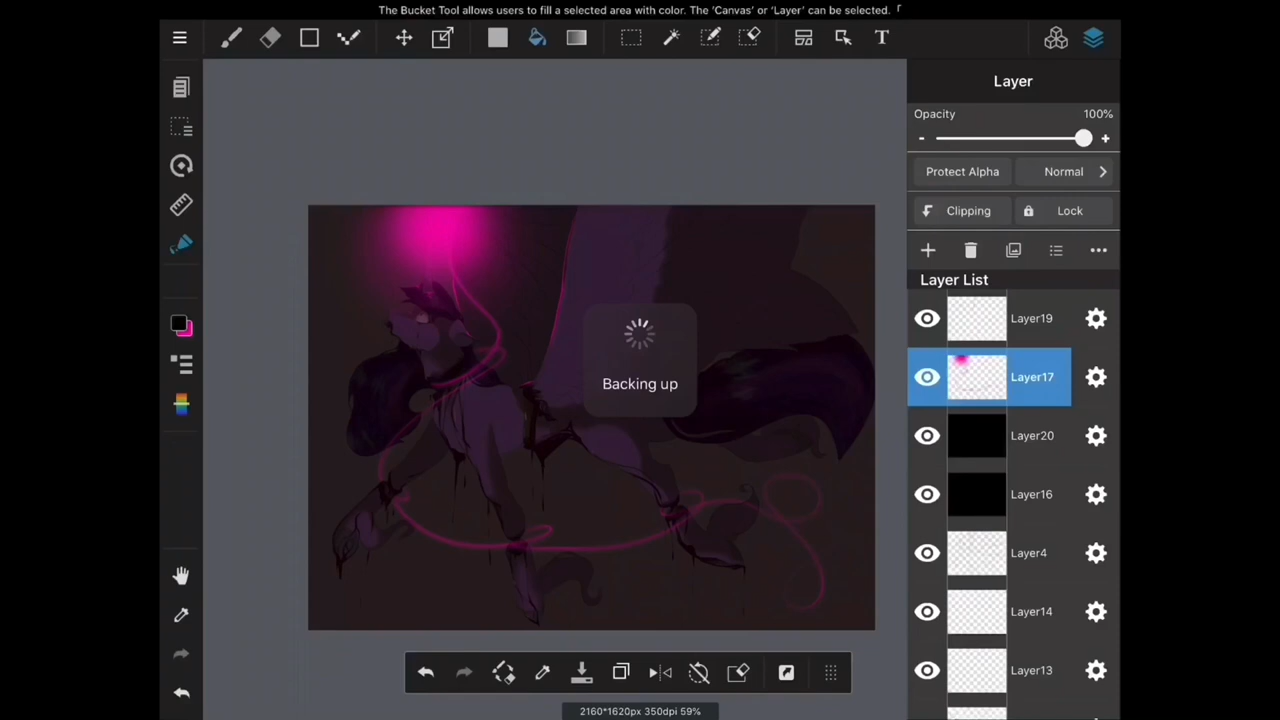 The Bucket Tool allows users to fill a selected area with color. The ‘Canvas’ or ‘Layer’ can be selected. 「
T
Layer
Opacity 100%
- +
Protect Alpha Normal
Clipping Lock
Layer List
Layer19
Layer17
Layer20
Layer16
Layer4
Layer14
Layer13
Backing up
2160*1620px 350dpi 59%